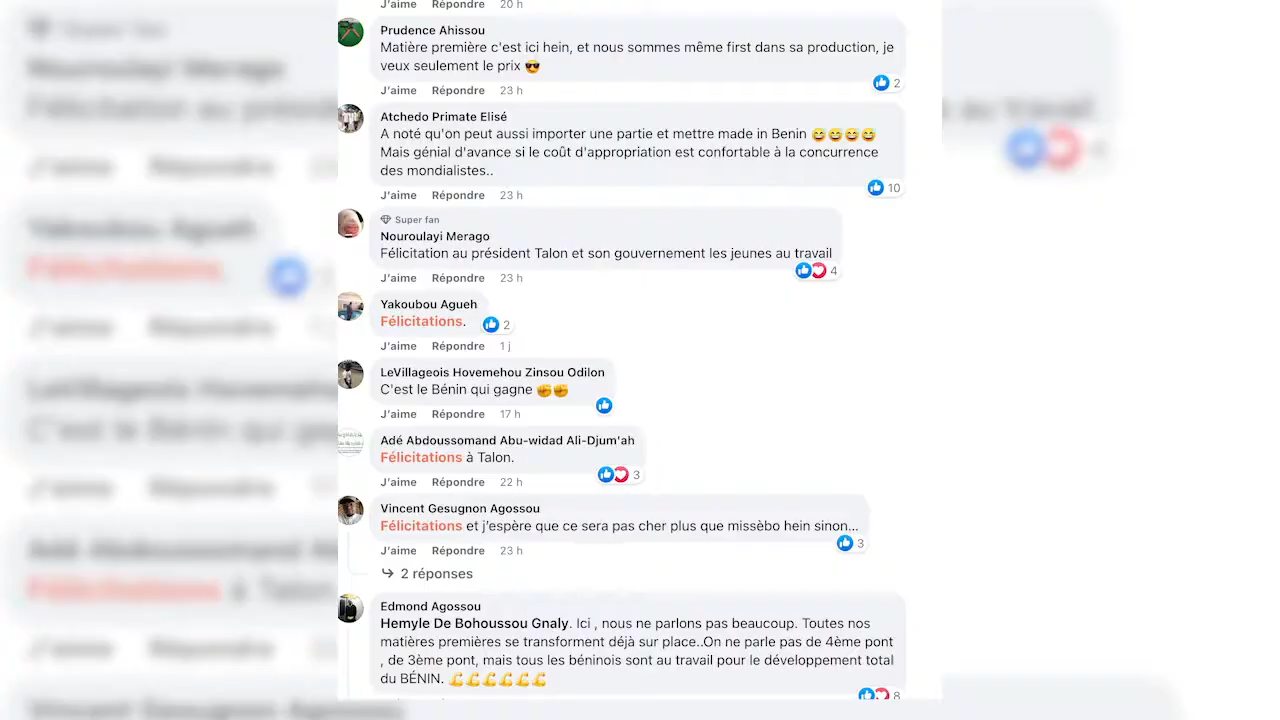 J'aime Répondre 20 h
Prudence Ahissou
Matière première c'est ici hein, et nous sommes même first dans sa production, je
veux seulement le prix 😎
2
J'aime Répondre 23 h
Atchedo Primate Elisé
A noté qu'on peut aussi importer une partie et mettre made in Benin 😅😅😅😅
Mais génial d'avance si le coût d'appropriation est confortable à la concurrence
des mondialistes..
10
J'aime Répondre 23 h
Super fan
Nouroulayi Merago
Félicitation au président Talon et son gouvernement les jeunes au travail
4
J'aime Répondre 23 h
Yakoubou Agueh
Félicitations. 2
J'aime Répondre 1 j
LeVillageois Hovemehou Zinsou Odilon
C'est le Bénin qui gagne ✊✊
J'aime Répondre 17 h
Adé Abdoussomand Abu-widad Ali-Djum'ah
Félicitations à Talon.
3
J'aime Répondre 22 h
Vincent Gesugnon Agossou
Félicitations et j'espère que ce sera pas cher plus que missèbo hein sinon...
3
J'aime Répondre 23 h
2 réponses
Edmond Agossou
Hemyle De Bohoussou Gnaly. Ici , nous ne parlons pas beaucoup. Toutes nos
matières premières se transforment déjà sur place..On ne parle pas de 4ème pont
, de 3ème pont, mais tous les béninois sont au travail pour le développement total
du BÉNIN. 💪💪💪💪💪💪
8